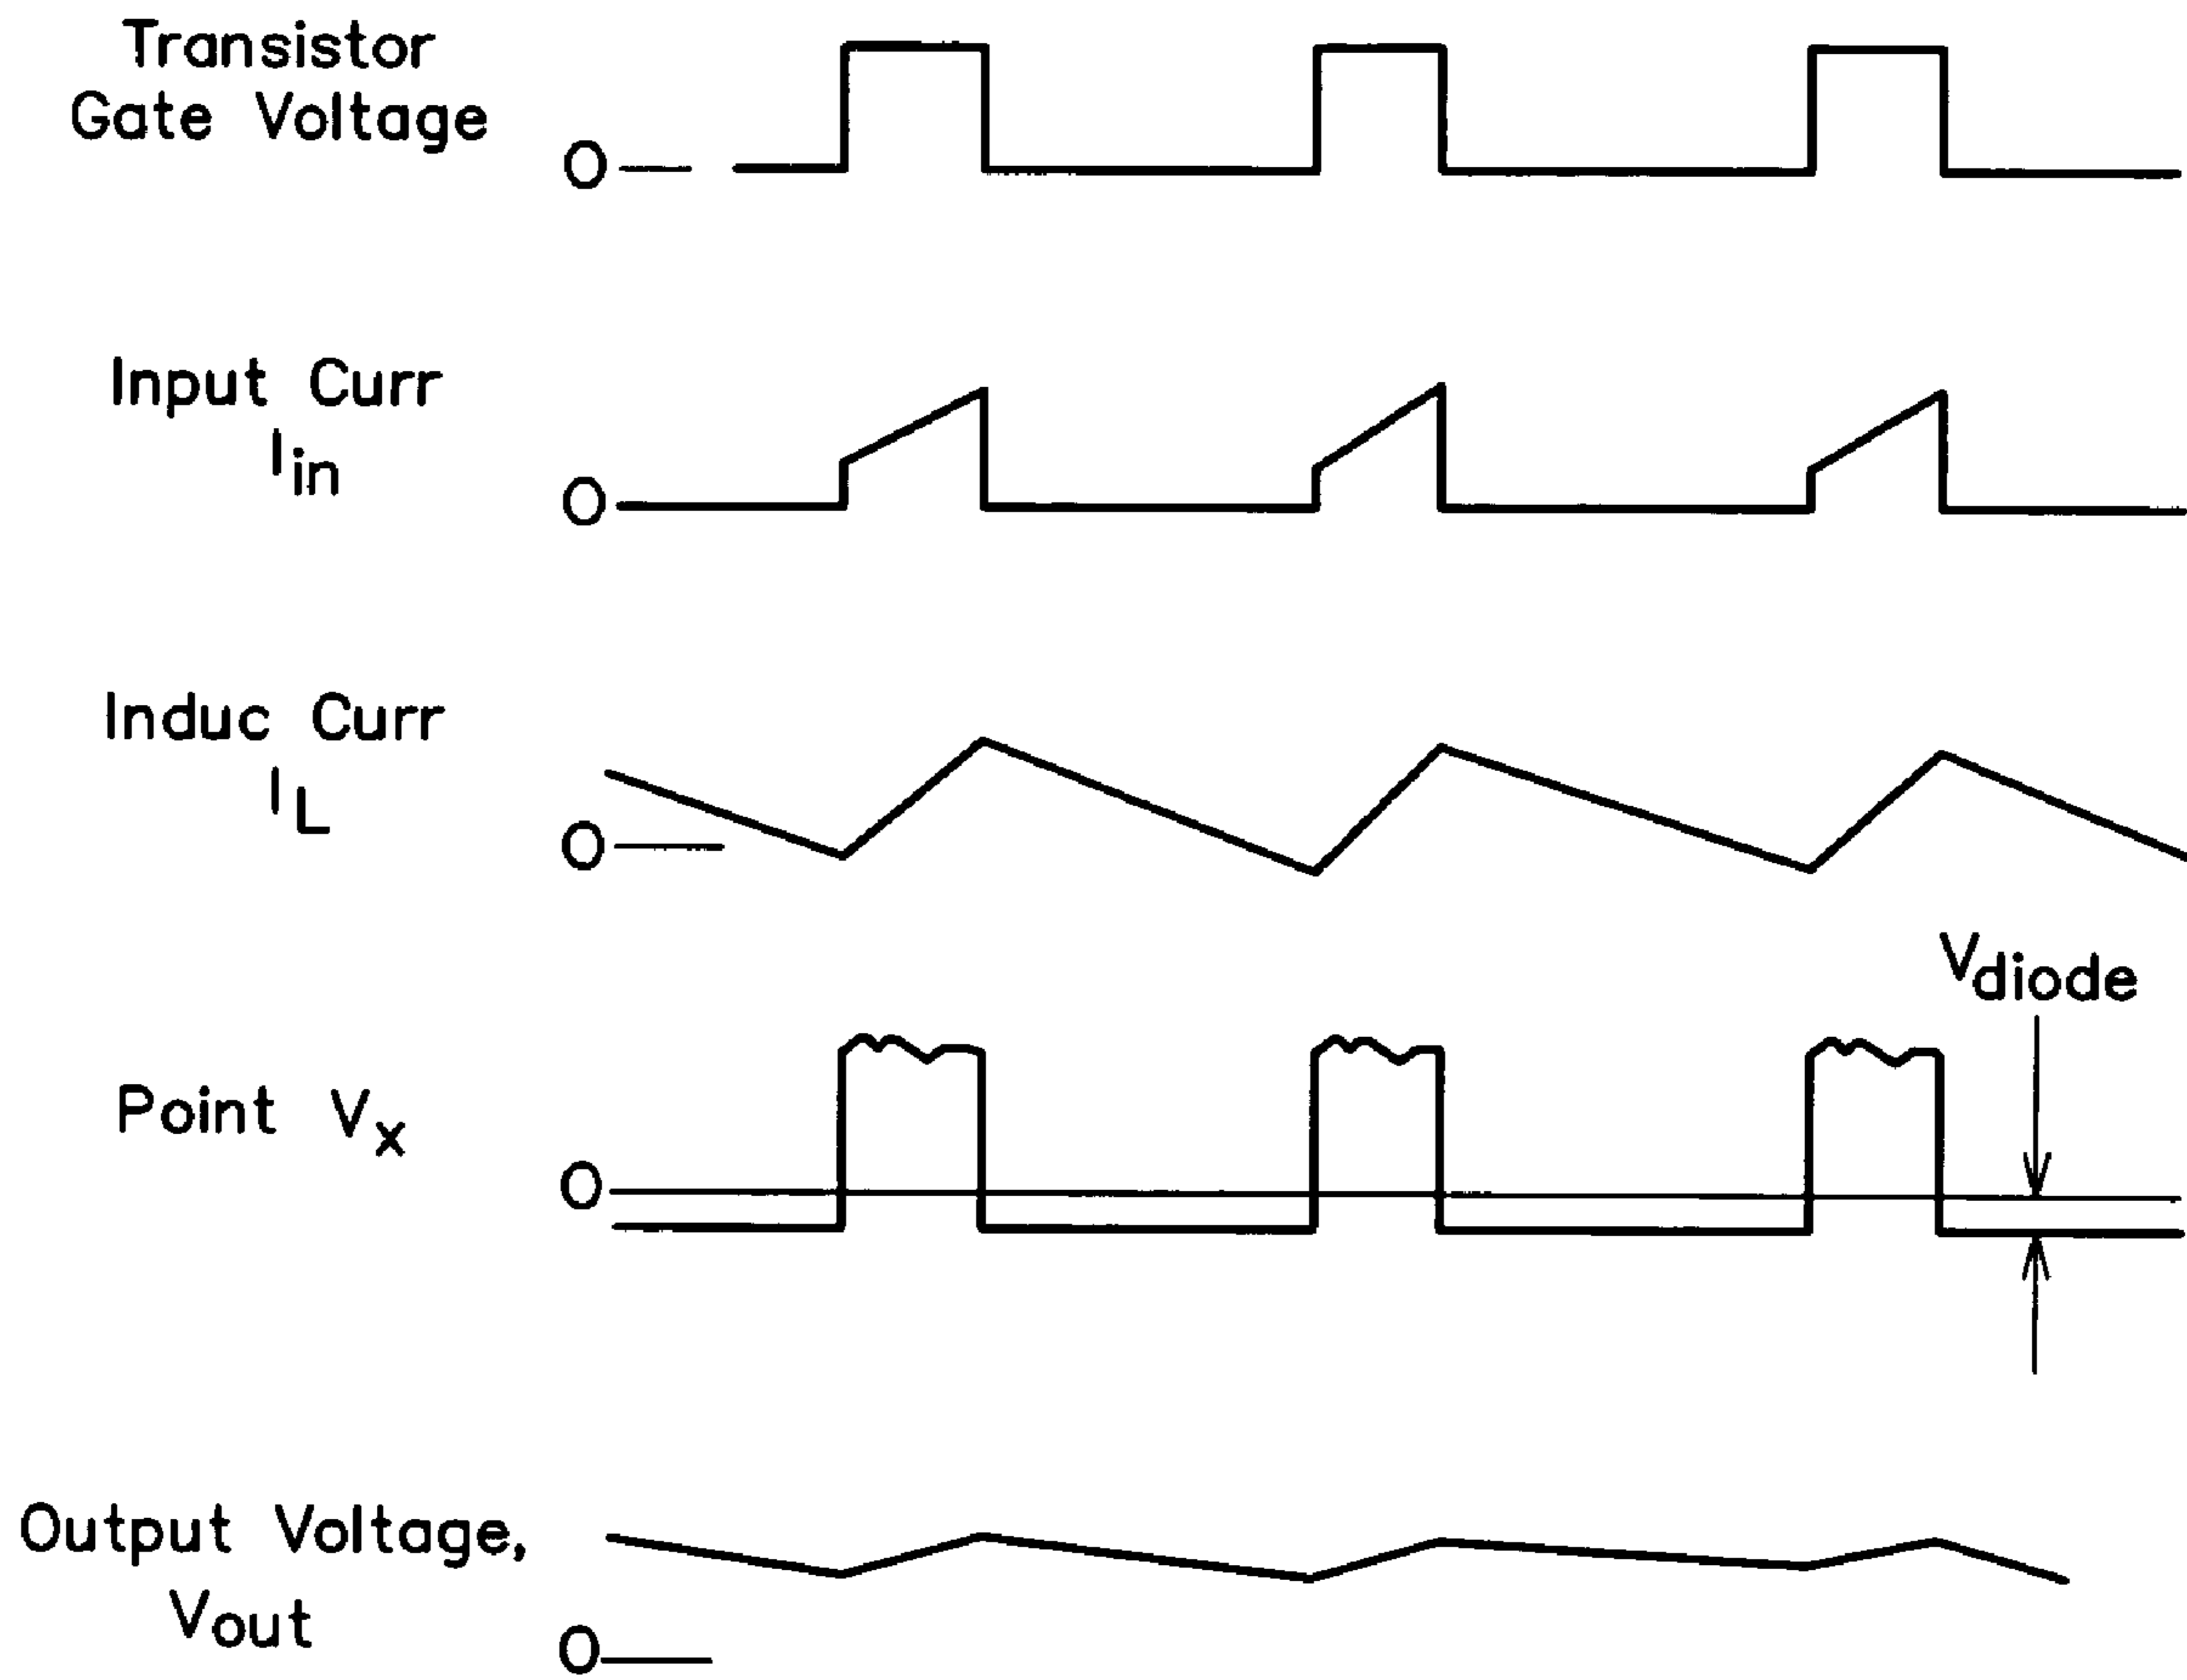 Transistor
Gate Voltage
0
Input Curr
Iin
0
Induc Curr
IL
0
Vdiode
Point Vx
0
Output Voltage,
Vout
0